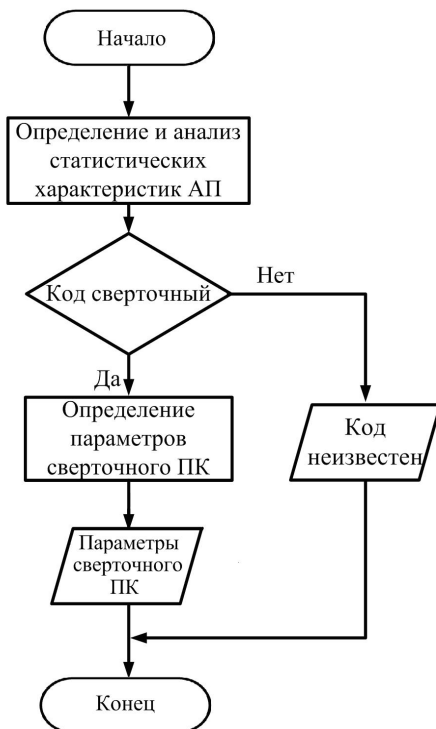 Начало
Определение и анализ
статистических
характеристик АП
Код сверточный
Нет
Да
Определение
параметров
сверточного ПК
Код
неизвестен
Параметры
сверточного
ПК
Конец